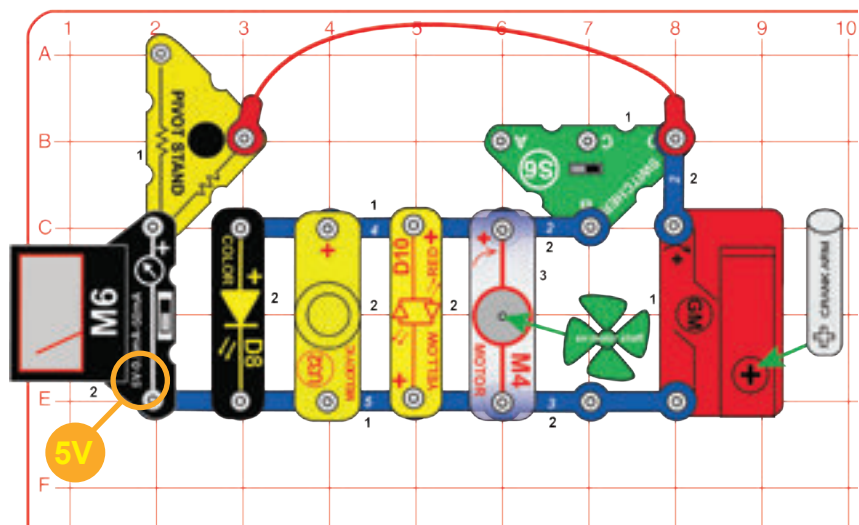 1 2 3 4 5 6 7 8 9 10
A
B
C
E
F
PIVOT STAND
1
A C
1
S6
SWITCHER
B
2
2
1
4
2
2
3
+
M6
5V
2
COLOR
+
D8
2
+
U32
2
D10
+
RED
YELLOW
+
2
+
MOTOR
M4
1
+
GM
+
CRANK ARM
5
1
3
2